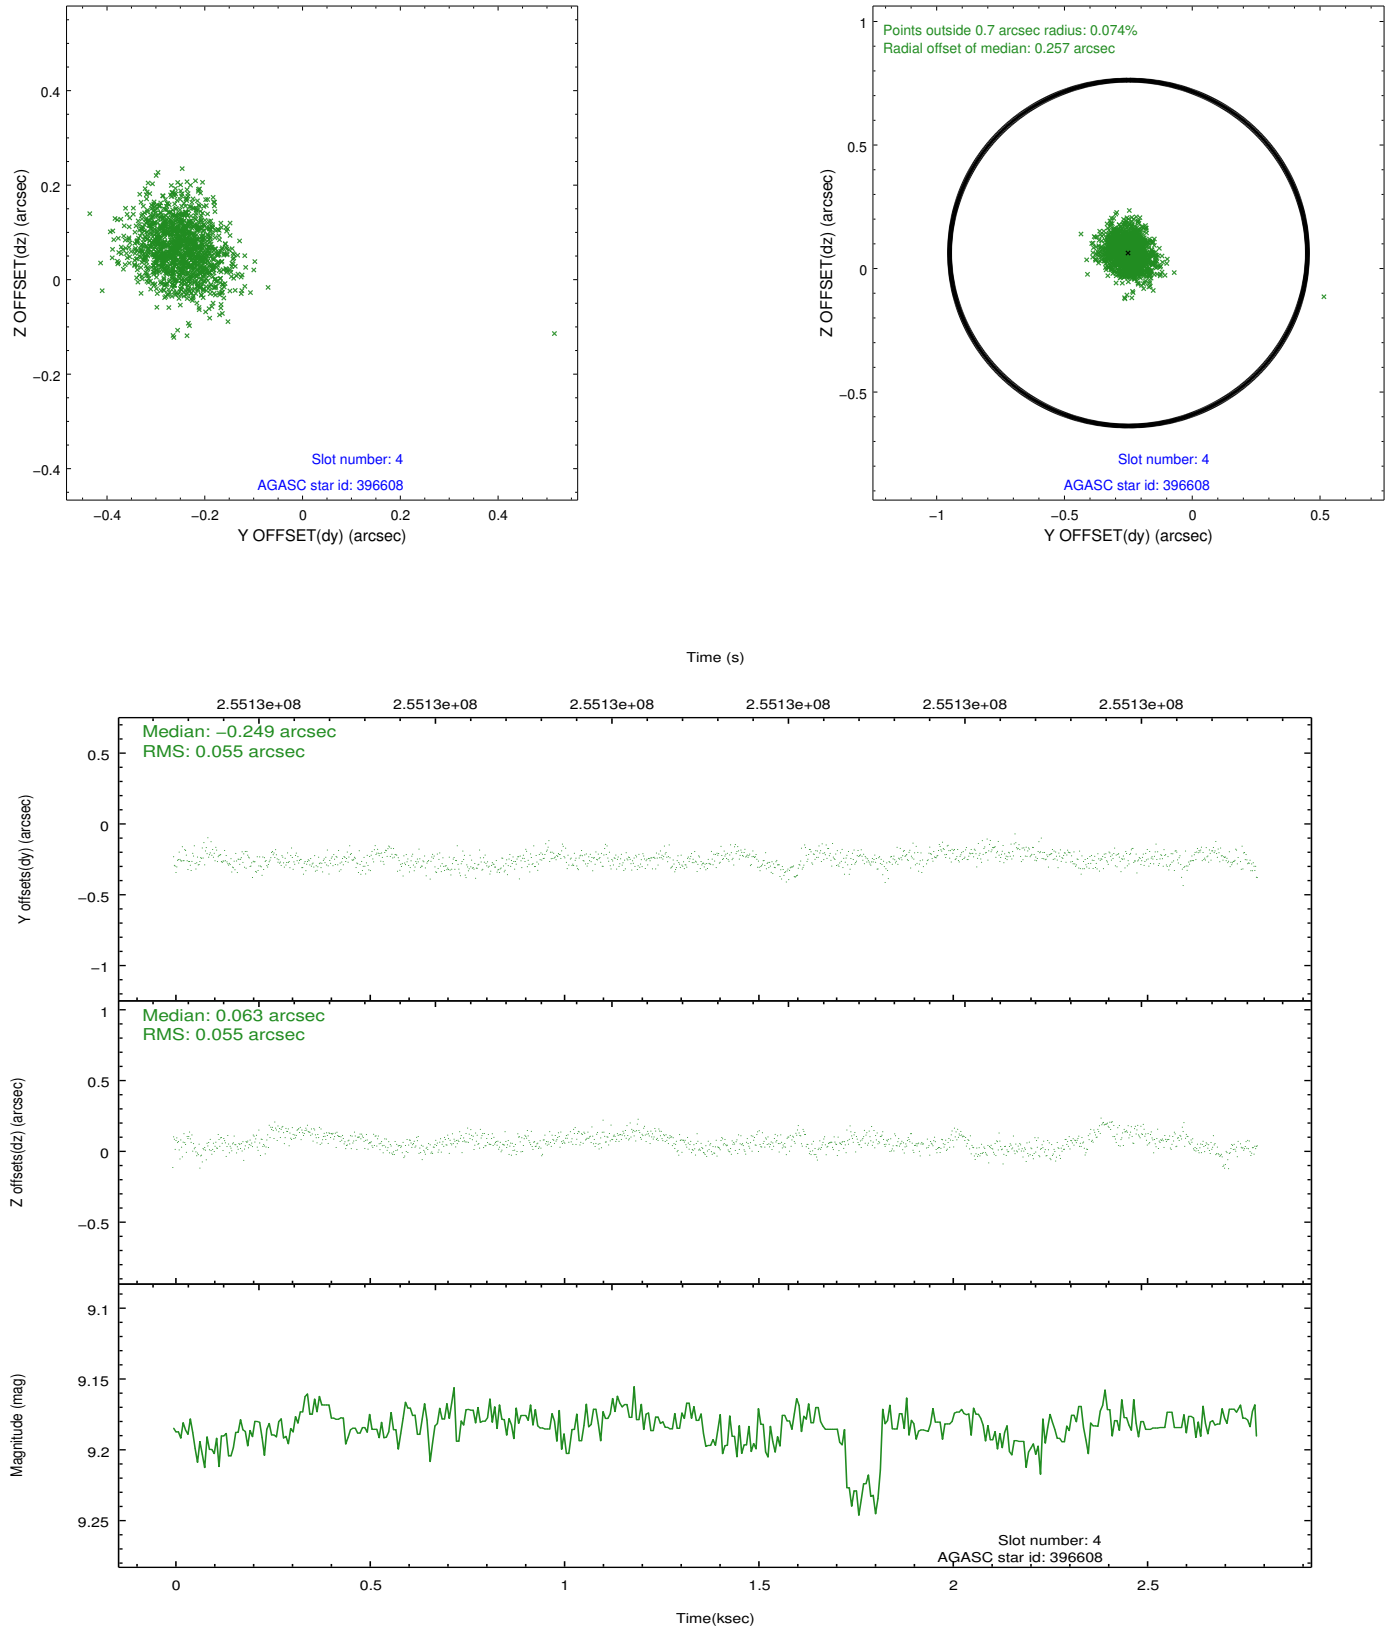 0.4
0.2
0
−0.2
−0.4
Z OFFSET(dz) (arcsec)
Slot number: 4
AGASC star id: 396608
−0.4 −0.2 0 0.2 0.4
Y OFFSET(dy) (arcsec)
Points outside 0.7 arcsec radius: 0.074%
Radial offset of median: 0.257 arcsec
1
0.5
0
−0.5
Z OFFSET(dz) (arcsec)
Slot number: 4
AGASC star id: 396608
−1 −0.5 0 0.5
Y OFFSET(dy) (arcsec)
Time (s)
2.5513e+08 2.5513e+08 2.5513e+08 2.5513e+08 2.5513e+08 2.5513e+08
Median: −0.249 arcsec
RMS: 0.055 arcsec
0.5
0
−0.5
−1
Y offsets(dy) (arcsec)
Median: 0.063 arcsec
RMS: 0.055 arcsec
1
0.5
0
−0.5
Z offsets(dz) (arcsec)
9.1
9.15
9.2
9.25
Magnitude (mag)
Slot number: 4
AGASC star id: 396608
0 0.5 1 1.5 2 2.5
Time(ksec)